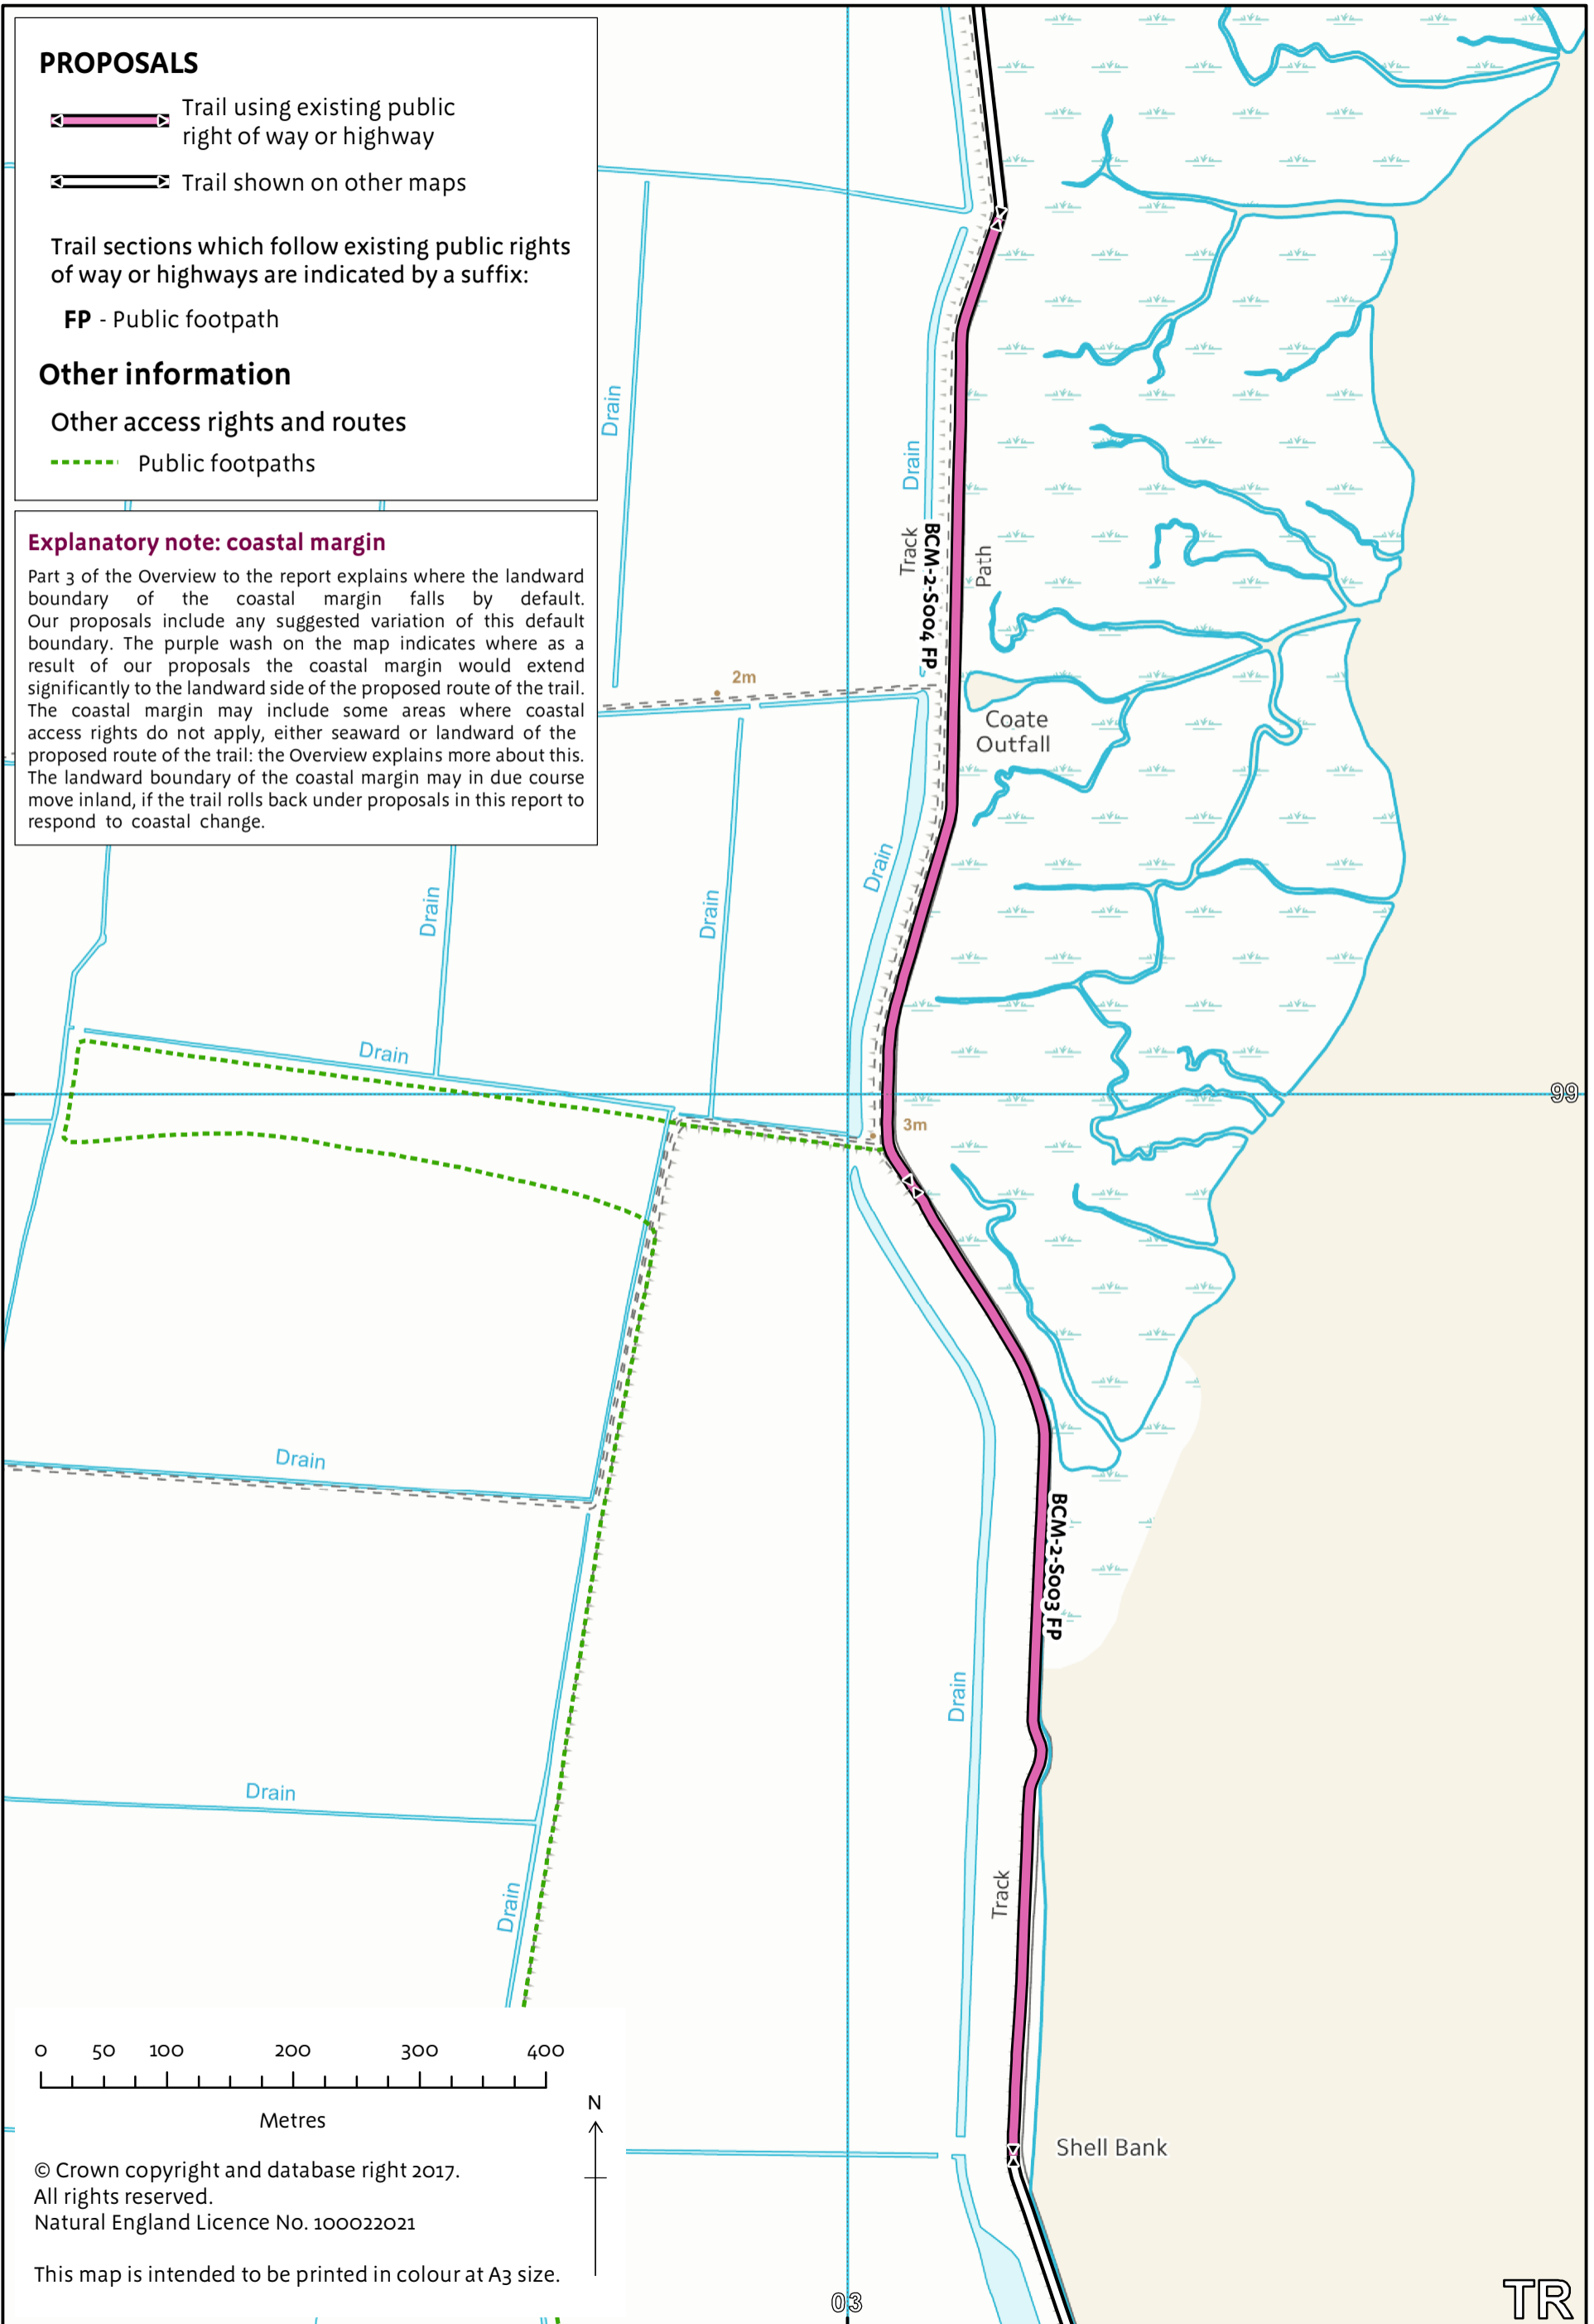 PROPOSALS
Trail using existing public
right of way or highway
Trail shown on other maps
Trail sections which follow existing public rights
of way or highways are indicated by a suffix:
FP - Public footpath
Other information
Other access rights and routes
Public footpaths
Explanatory note: coastal margin
Part 3 of the Overview to the report explains where the landward
boundary of the coastal margin falls by default.
Our proposals include any suggested variation of this default
boundary. The purple wash on the map indicates where as a
result of our proposals the coastal margin would extend
significantly to the landward side of the proposed route of the trail.
The coastal margin may include some areas where coastal
access rights do not apply, either seaward or landward of the
proposed route of the trail: the Overview explains more about this.
The landward boundary of the coastal margin may in due course
move inland, if the trail rolls back under proposals in this report to
respond to coastal change.
Drain
Drain
Track
BCM-2-S004 FP
Path
2m
Coate
Outfall
Drain
Drain
Drain
Drain
99
3m
Drain
BCM-2-S003 FP
Drain
Drain
Track
Drain
0 50 100 200 300 400
Metres
N
Shell Bank
© Crown copyright and database right 2017.
All rights reserved.
Natural England Licence No. 100022021
This map is intended to be printed in colour at A3 size.
03
TR